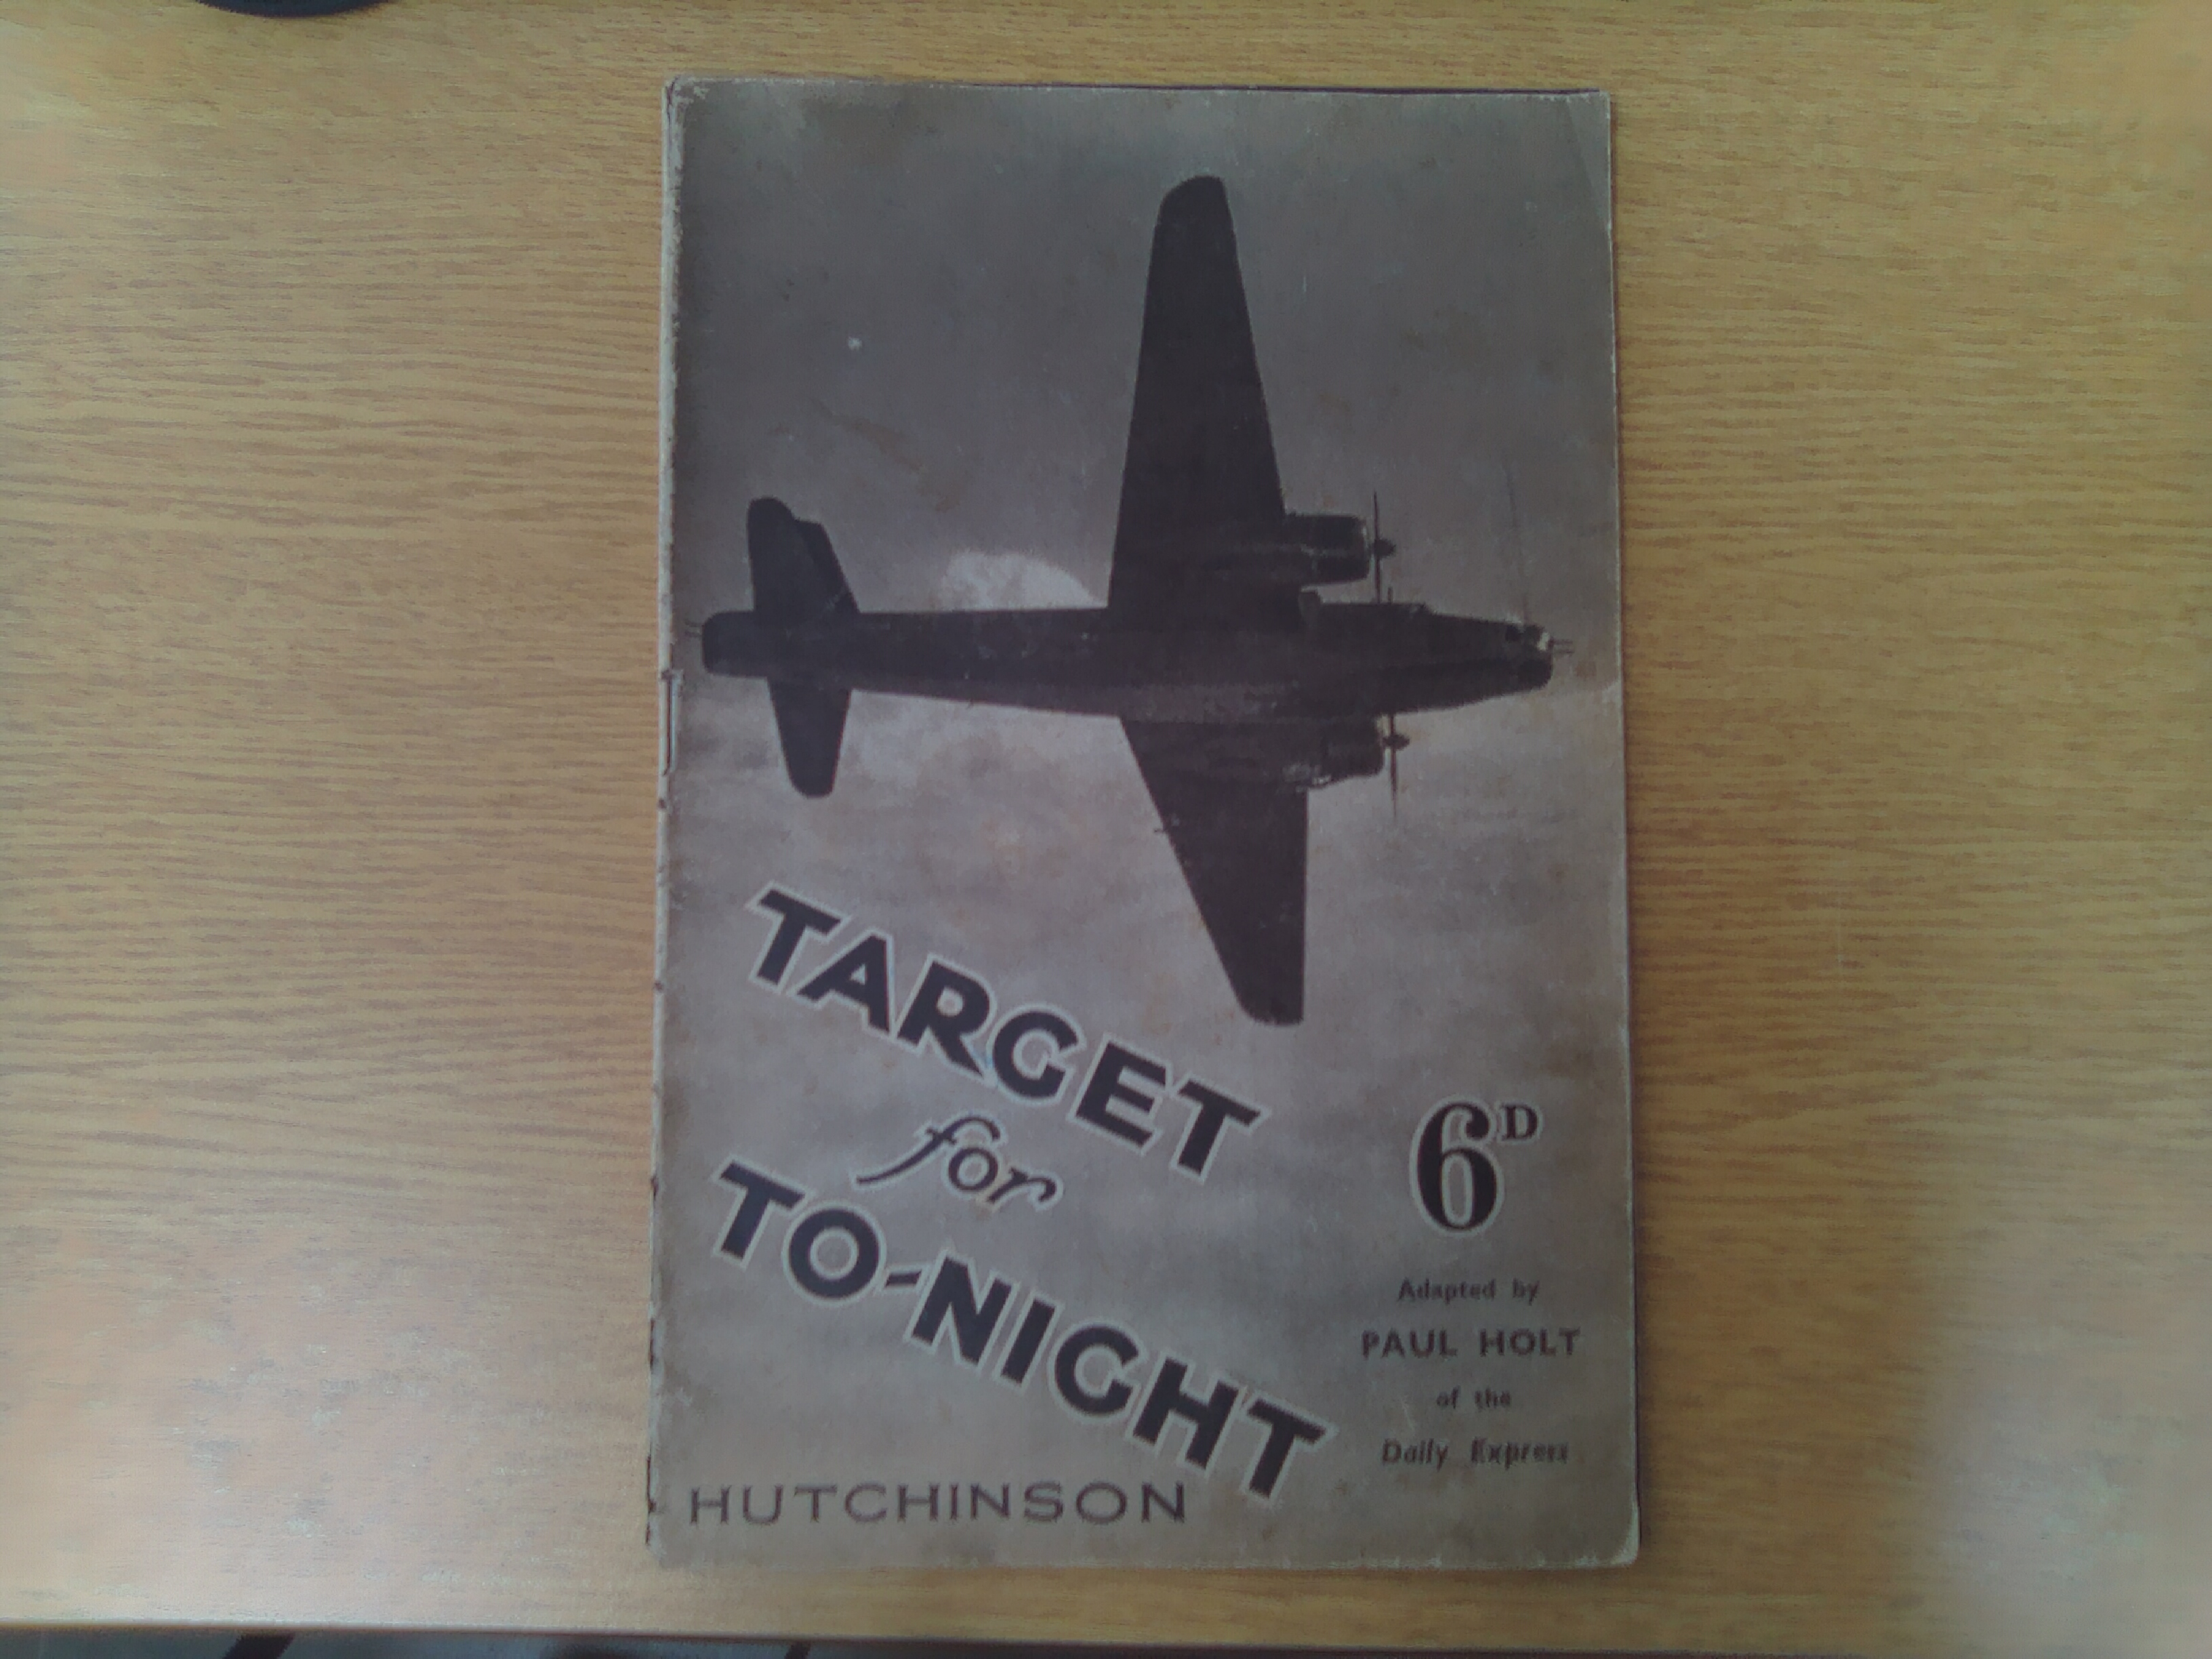 TARGET
for
TO-NIGHT
6D
Adapted by
PAUL HOLT
of the
Daily Express
HUTCHINSON